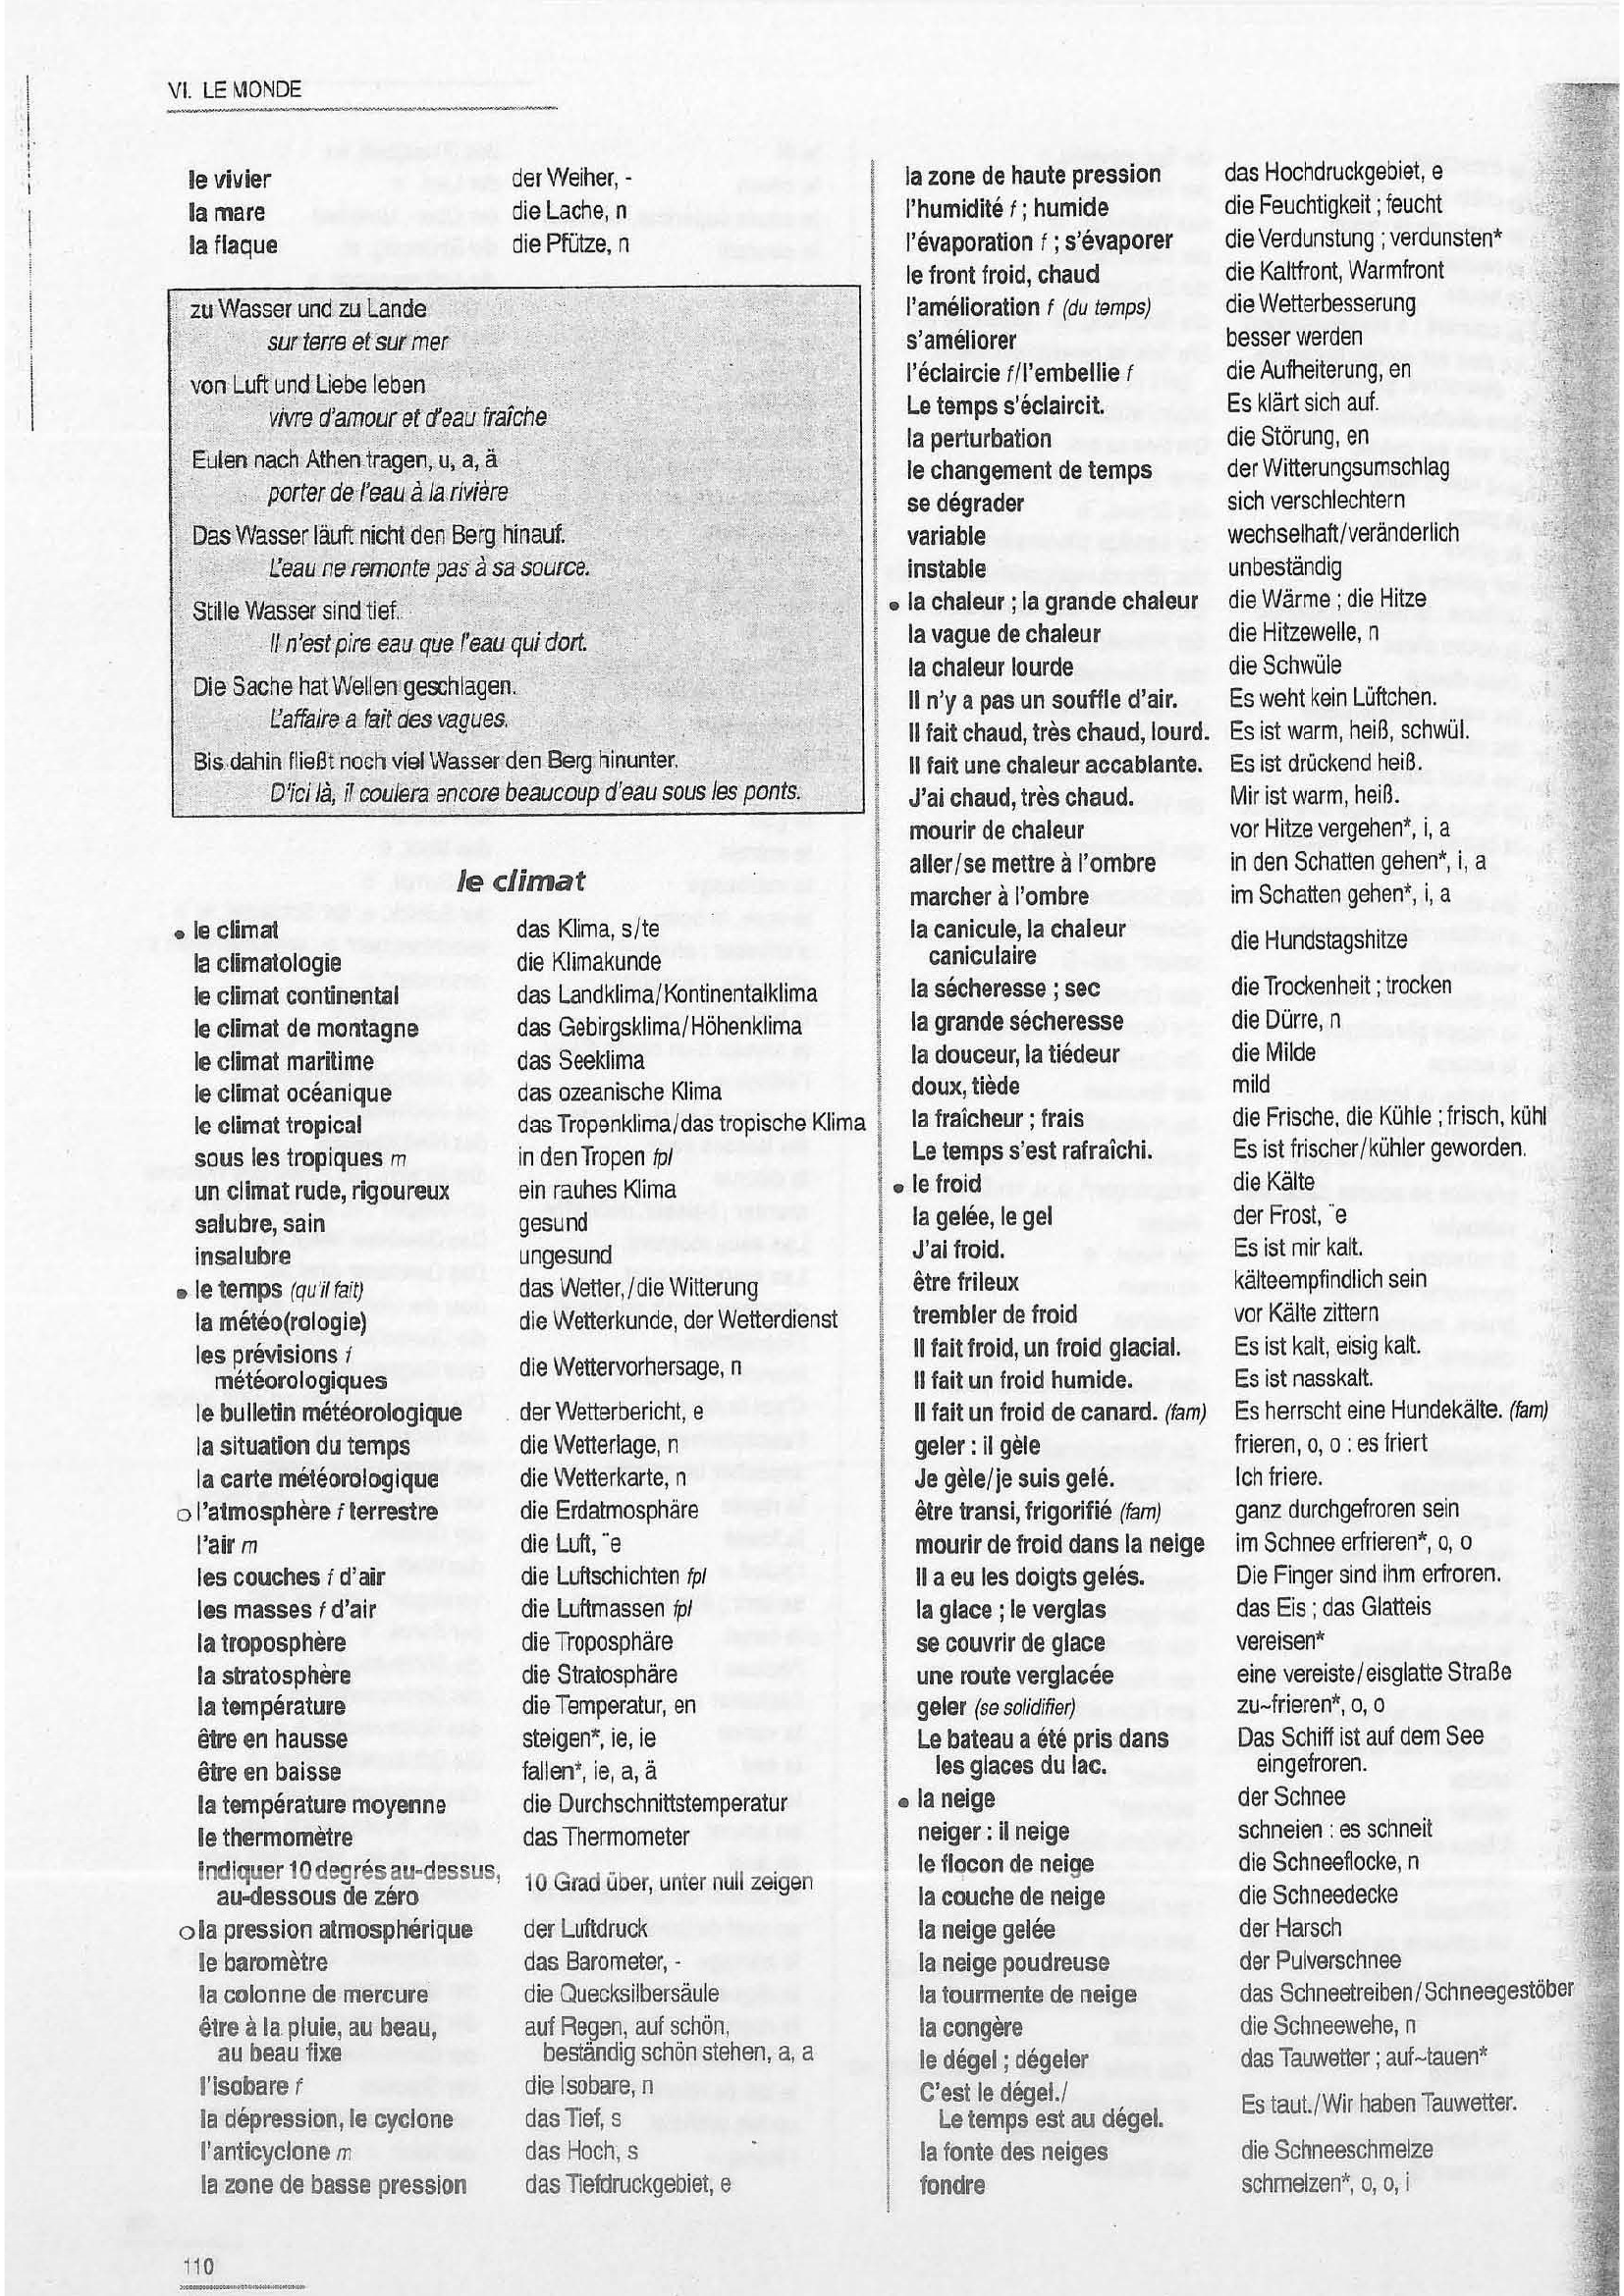 VI. LE MONDE
le vivier der Weiher, -
la mare die Lache, n
la flaque die Pfütze, n
zu Wasser und zu Lande
sur terre et sur mer
von Luft und Liebe leben
vivre d'amour et d'eau fraîche
Eulen nach Athen tragen, u, a, ä
porter de l'eau à la rivière
Das Wasser läuft nicht den Berg hinauf.
L'eau ne remonte pas à sa source.
Stille Wasser sind tief.
Il n'est pire eau que l'eau qui dort.
Die Sache hat Wellen geschlagen.
L'affaire a fait des vagues.
Bis dahin fließt noch viel Wasser den Berg hinunter.
D'ici là, il coulera encore beaucoup d'eau sous les ponts.
le climat
• le climat das Klima, s/te
la climatologie die Klimakunde
le climat continental das Landklima/Kontinentalklima
le climat de montagne das Gebirgsklima/Höhenklima
le climat maritime das Seeklima
le climat océanique das ozeanische Klima
le climat tropical das Tropenklima/das tropische Klima
sous les tropiques m in den Tropen fpl
un climat rude, rigoureux ein rauhes Klima
salubre, sain gesund
insalubre ungesund
• le temps (qu'il fait) das Wetter,/die Witterung
la météo(rologie) die Wetterkunde, der Wetterdienst
les prévisions f
météorologiques die Wettervorhersage, n
le bulletin météorologique der Wetterbericht, e
la situation du temps die Wetterlage, n
la carte météorologique die Wetterkarte, n
o l'atmosphère f terrestre die Erdatmosphäre
l'air m die Luft, ¨e
les couches f d'air die Luftschichten fpl
les masses f d'air die Luftmassen fpl
la troposphère die Troposphäre
la stratosphère die Stratosphäre
la température die Temperatur, en
être en hausse steigen*, ie, ie
être en baisse fallen*, ie, a, ä
la température moyenne die Durchschnittstemperatur
le thermomètre das Thermometer
indiquer 10 degrés au-dessus,
au-dessous de zéro 10 Grad über, unter null zeigen
o la pression atmosphérique der Luftdruck
le baromètre das Barometer, -
la colonne de mercure die Quecksilbersäule
être à la pluie, au beau, auf Regen, auf schön,
au beau fixe beständig schön stehen, a, a
l'isobare f die Isobare, n
la dépression, le cyclone das Tief, s
l'anticyclone m das Hoch, s
la zone de basse pression das Tiefdruckgebiet, e
la zone de haute pression das Hochdruckgebiet, e
l'humidité f ; humide die Feuchtigkeit ; feucht
l'évaporation f ; s'évaporer die Verdunstung ; verdunsten*
le front froid, chaud die Kaltfront, Warmfront
l'amélioration f (du temps) die Wetterbesserung
s'améliorer besser werden
l'éclaircie f/l'embellie f die Aufheiterung, en
Le temps s'éclaircit. Es klärt sich auf.
la perturbation die Störung, en
le changement de temps der Witterungsumschlag
se dégrader sich verschlechtern
variable wechselhaft/veränderlich
instable unbeständig
• la chaleur ; la grande chaleur die Wärme ; die Hitze
la vague de chaleur die Hitzewelle, n
la chaleur lourde die Schwüle
Il n'y a pas un souffle d'air. Es weht kein Lüftchen.
Il fait chaud, très chaud, lourd. Es ist warm, heiß, schwül.
Il fait une chaleur accablante. Es ist drückend heiß.
J'ai chaud, très chaud. Mir ist warm, heiß.
mourir de chaleur vor Hitze vergehen*, i, a
aller/se mettre à l'ombre in den Schatten gehen*, i, a
marcher à l'ombre im Schatten gehen*, i, a
la canicule, la chaleur
caniculaire die Hundstagshitze
la sécheresse ; sec die Trockenheit ; trocken
la grande sécheresse die Dürre, n
la douceur, la tiédeur die Milde
doux, tiède mild
la fraîcheur ; frais die Frische, die Kühle ; frisch, kühl
Le temps s'est rafraîchi. Es ist frischer/kühler geworden.
• le froid die Kälte
la gelée, le gel der Frost, ¨e
J'ai froid. Es ist mir kalt.
être frileux kälteempfindlich sein
trembler de froid vor Kälte zittern
Il fait froid, un froid glacial. Es ist kalt, eisig kalt.
Il fait un froid humide. Es ist nasskalt.
Il fait un froid de canard. (fam) Es herrscht eine Hundekälte. (fam)
geler : il gèle frieren, o, o : es friert
Je gèle/je suis gelé. Ich friere.
être transi, frigorifié (fam) ganz durchgefroren sein
mourir de froid dans la neige im Schnee erfrieren*, o, o
Il a eu les doigts gelés. Die Finger sind ihm erfroren.
la glace ; le verglas das Eis ; das Glatteis
se couvrir de glace vereisen*
une route verglacée eine vereiste/eisglatte Straße
geler (se solidifier) zu~frieren*, o, o
Le bateau a été pris dans Das Schiff ist auf dem See
les glaces du lac. eingefroren.
• la neige der Schnee
neiger : il neige schneien : es schneit
le flocon de neige die Schneeflocke, n
la couche de neige die Schneedecke
la neige gelée der Harsch
la neige poudreuse der Pulverschnee
la tourmente de neige das Schneetreiben/Schneegestöber
la congère die Schneewehe, n
le dégel ; dégeler das Tauwetter ; auf~tauen*
C'est le dégel./
Le temps est au dégel. Es taut./Wir haben Tauwetter.
la fonte des neiges die Schneeschmelze
fondre schmelzen*, o, o, i
110